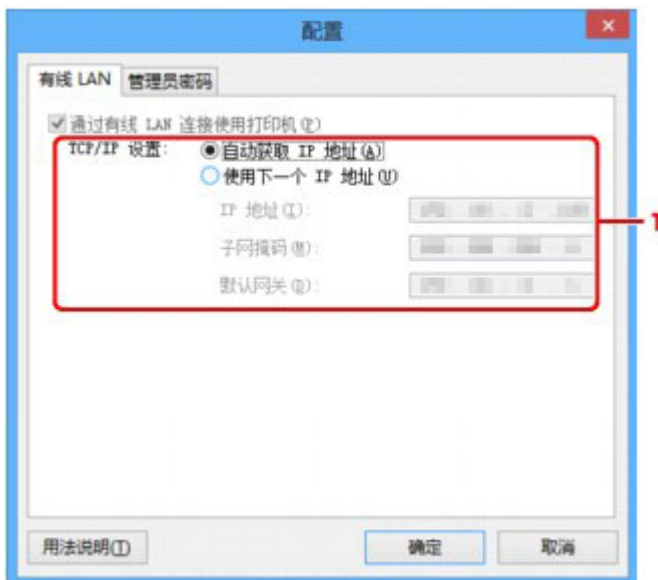 配置
有线 LAN 管理员密码
通过有线 LAN 连接使用打印机(P)
TCP/IP 设置: 自动获取 IP 地址(A)
使用下一个 IP 地址(U)
IP 地址(I):
1
子网掩码(M):
默认网关(D):
用法说明(I) 确定 取消